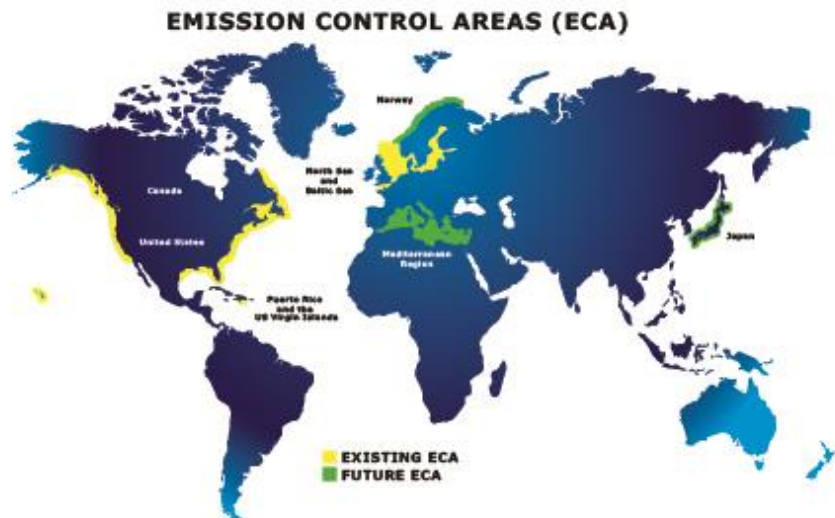 EMISSION CONTROL AREAS (ECA)
Norway
North Sea
and
Baltic Sea
Canada
United States
Mediterranean
Region
Japan
Puerto Rico
and the
US Virgin Islands
EXISTING ECA
FUTURE ECA